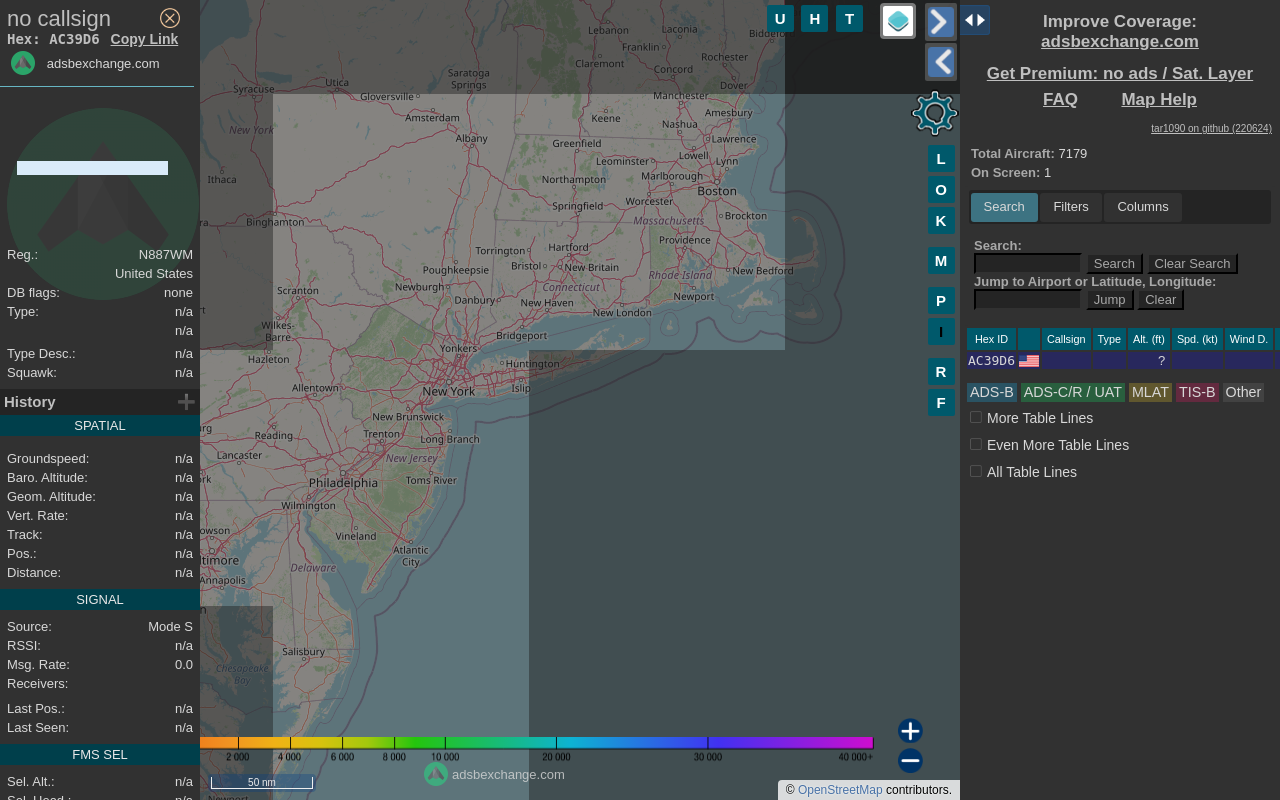 no callsign
Hex: AC39D6 Copy Link
adsbexchange.com
Reg.: N887WM
United States
DB flags: none
Type: n/a
n/a
Type Desc.: n/a
Squawk: n/a
History
SPATIAL
Groundspeed: n/a
Baro. Altitude: n/a
Geom. Altitude: n/a
Vert. Rate: n/a
Track: n/a
Pos.: n/a
Distance: n/a
SIGNAL
Source: Mode S
RSSI: n/a
Msg. Rate: 0.0
Receivers:
Last Pos.: n/a
Last Seen: n/a
FMS SEL
Sel. Alt.: n/a
Sel. Head.: n/a
U H T
L
O
K
M
P
I
R
F
Lebanon
Laconia
Franklin
Rochester
Claremont
Concord
Dover
Utica
Saratoga
Springs
Syracuse
Gloversville
Manchester
Amsterdam
Keene
Amesbury
Nashua
New York
Albany
Greenfield
Lawrence
Lowell
Leominster
Lynn
Ithaca
Northampton
Marlborough
Boston
Worcester
Springfield
Brockton
Binghamton
Massachusetts
Providence
Torrington
Hartford
Bristol
New Britain
New Bedford
Poughkeepsie
Rhode Island
Connecticut
Newburgh
Scranton
Danbury
New Haven
Newport
New London
Wilkes-
Barre
Bridgeport
Yonkers
Hazleton
Huntington
Allentown
New York
Islip
New Brunswick
Reading
Trenton
Long Branch
Lancaster
New Jersey
Philadelphia
Toms River
Wilmington
Vineland
Atlantic
City
Delaware
Annapolis
Salisbury
Chesapeake
Bay
Newport
2 000 4 000 6 000 8 000 10 000 20 000 30 000 40 000+
50 nm
adsbexchange.com
© OpenStreetMap contributors.
Improve Coverage:
adsbexchange.com
Get Premium: no ads / Sat. Layer
FAQ Map Help
tar1090 on github (220624)
Total Aircraft: 7179
On Screen: 1
Search Filters Columns
Search:
Search Clear Search
Jump to Airport or Latitude, Longitude:
Jump Clear
Hex ID Callsign Type Alt. (ft) Spd. (kt) Wind D.
AC39D6 ?
ADS-B ADS-C/R / UAT MLAT TIS-B Other
More Table Lines
Even More Table Lines
All Table Lines